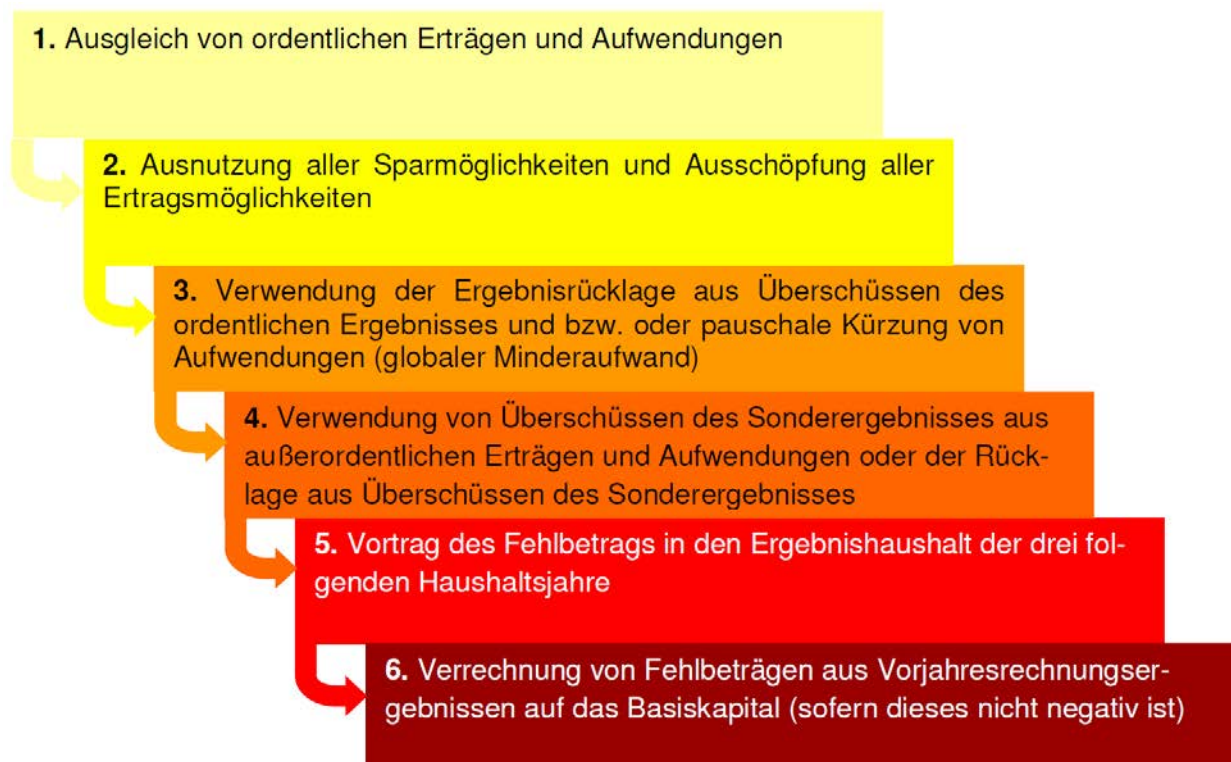 1. Ausgleich von ordentlichen Erträgen und Aufwendungen
2. Ausnutzung aller Sparmöglichkeiten und Ausschöpfung aller
Ertragsmöglichkeiten
3. Verwendung der Ergebnisrücklage aus Überschüssen des
ordentlichen Ergebnisses und bzw. oder pauschale Kürzung von
Aufwendungen (globaler Minderaufwand)
4. Verwendung von Überschüssen des Sonderergebnisses aus
außerordentlichen Erträgen und Aufwendungen oder der Rück-
lage aus Überschüssen des Sonderergebnisses
5. Vortrag des Fehlbetrags in den Ergebnishaushalt der drei fol-
genden Haushaltsjahre
6. Verrechnung von Fehlbeträgen aus Vorjahresrechnungser-
gebnissen auf das Basiskapital (sofern dieses nicht negativ ist)